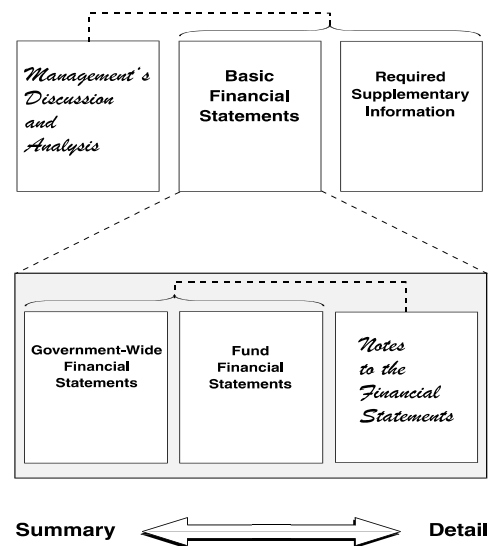 Management's
Discussion
and
Analysis
Basic
Financial
Statements
Required
Supplementary
Information
Government-Wide
Financial
Statements
Fund
Financial
Statements
Notes
to the
Financial
Statements
Summary
Detail